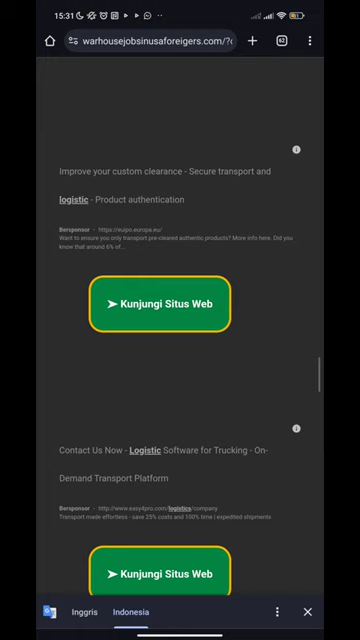 15:31
warhousejobsinusaforeigers.com/?c
62
Improve your custom clearance - Secure transport and
logistic - Product authentication
Bersponsor · https://euipo.europa.eu/
Want to ensure you only transport pre-cleared authentic products? More info here. Did you
know that around 6% of...
➤ Kunjungi Situs Web
Contact Us Now - Logistic Software for Trucking - On-
Demand Transport Platform
Bersponsor · http://www.easy4pro.com/logistics/company
Transport made effortless - save 25% costs and 100% time | expedited shipments
➤ Kunjungi Situs Web
Inggris
Indonesia